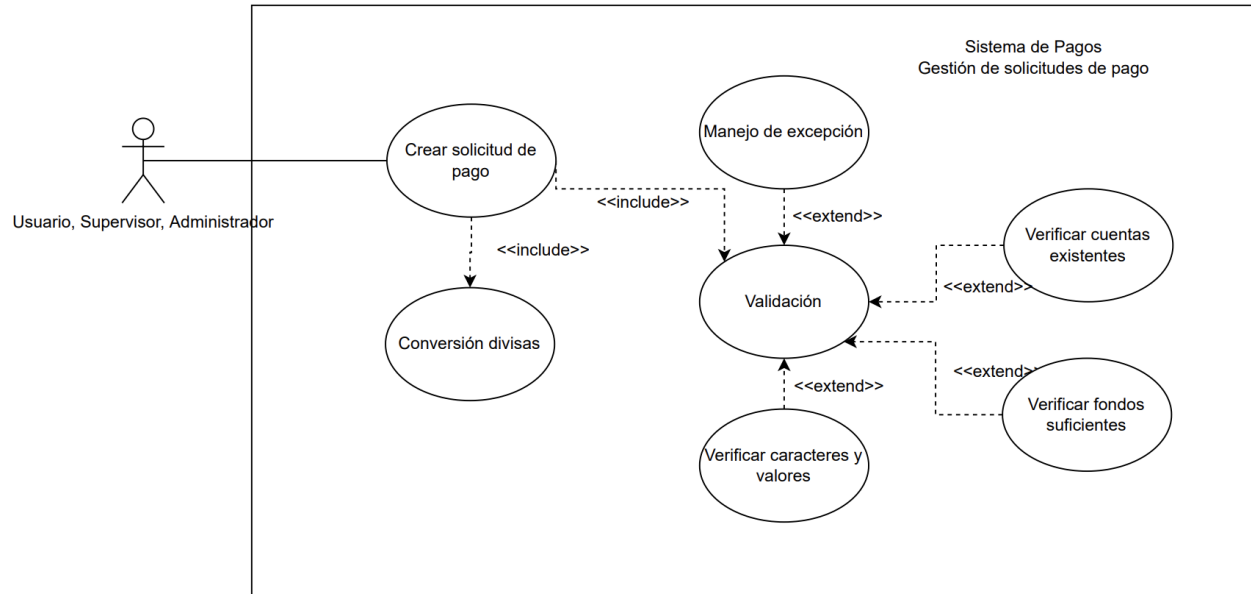 Sistema de Pagos
Gestión de solicitudes de pago
Manejo de excepción
Crear solicitud de
pago
<<include>>
<<extend>>
Usuario, Supervisor, Administrador
Verificar cuentas
existentes
<<include>>
<<extend>>
Validación
Conversión divisas
<<extend>>
<<extend>>
Verificar fondos
suficientes
Verificar caracteres y
valores